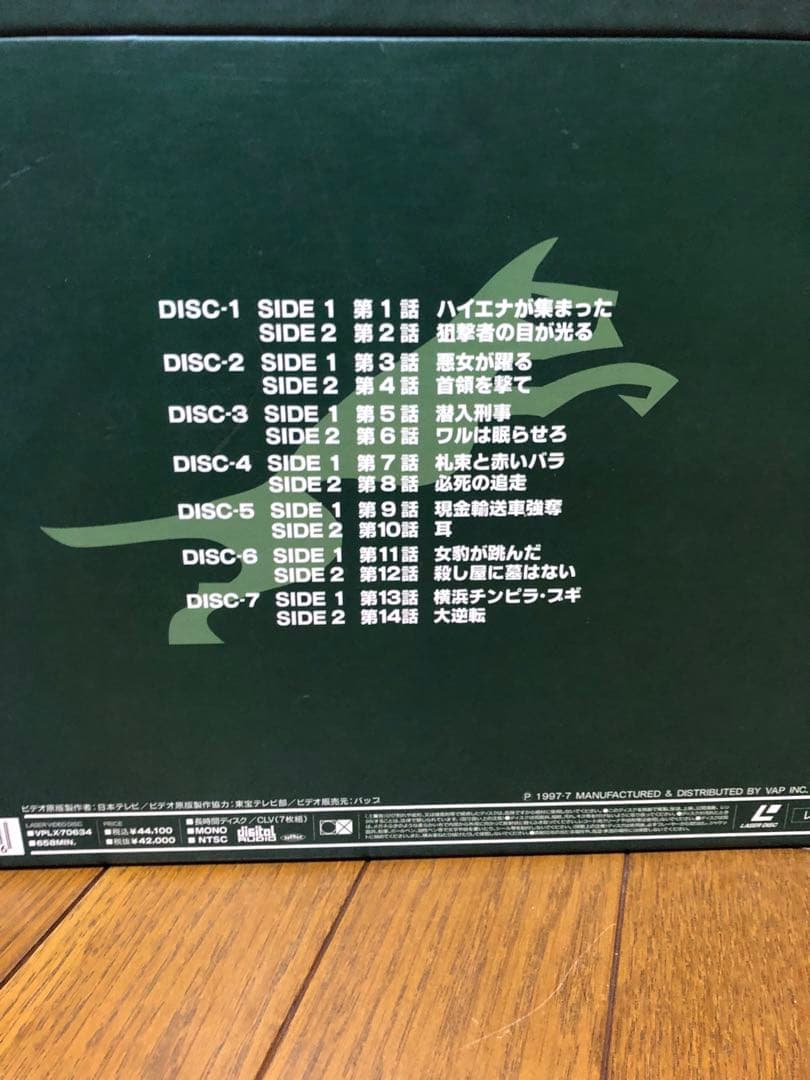 DISC-1 SIDE 1 第1話 ハイエナが集まった
SIDE 2 第2話 狙撃者の目が光る
DISC-2 SIDE 1 第3話 悪女が躍る
SIDE 2 第4話 首領を撃て
DISC-3 SIDE 1 第5話 潜入刑事
SIDE 2 第6話 ワルは眠らせろ
DISC-4 SIDE 1 第7話 札束と赤いバラ
SIDE 2 第8話 必死の追走
DISC-5 SIDE 1 第9話 現金輸送車強奪
SIDE 2 第10話 耳
DISC-6 SIDE 1 第11話 女豹が跳んだ
SIDE 2 第12話 殺し屋に墓はない
DISC-7 SIDE 1 第13話 横浜チンピラ・ブギ
SIDE 2 第14話 大逆転
ビデオ原版製作者:日本テレビ/ビデオ原版製作協力:東宝テレビ部/ビデオ販売元:バップ
℗ 1997・7 MANUFACTURED & DISTRIBUTED BY VAP INC.
LASER VIDEO DISC
■VPLX-70634
■658MIN.
PRICE
■税込¥44,100
■税抜¥42,000
■長時間ディスク/CLV(7枚組)
■MONO
■NTSC
digital AUDIO
LASER DISC